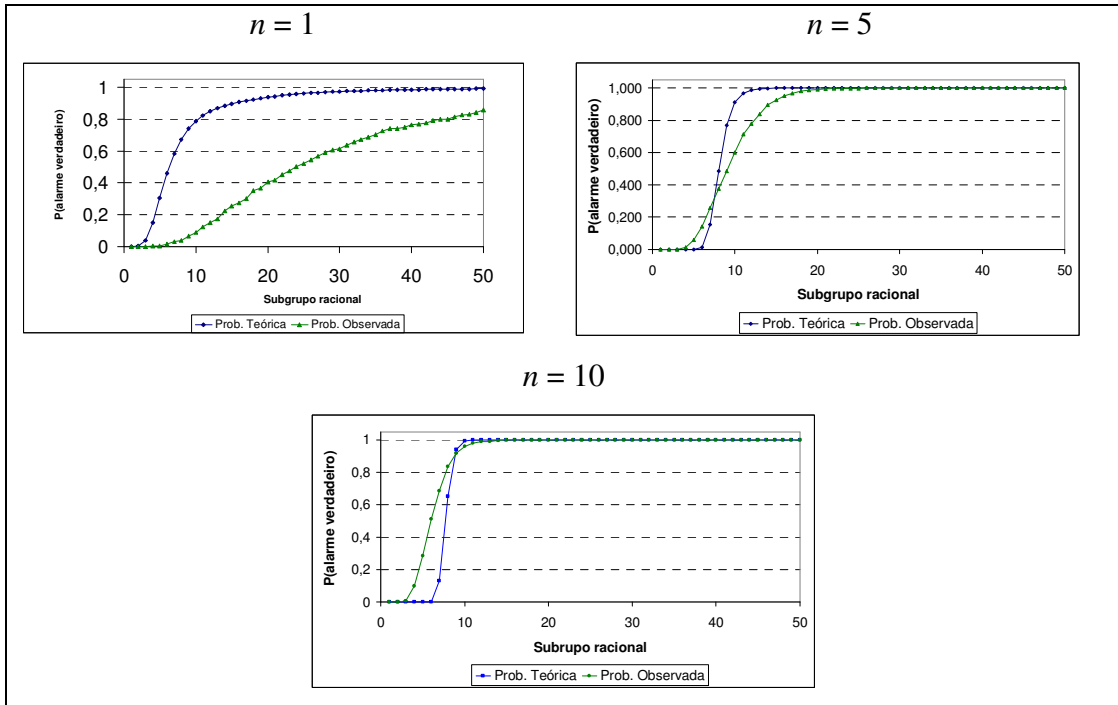 n = 1
P(alarme verdadeiro)
1
0,8
0,6
0,4
0,2
0
0 10 20 30 40 50
Subgrupo racional
Prob. Teórica Prob. Observada
n = 5
P(alarme verdadeiro)
1,000
0,800
0,600
0,400
0,200
0,000
0 10 20 30 40 50
Subgrupo racional
Prob. Teórica Prob. Observada
n = 10
P(alarme verdadeiro)
1
0,8
0,6
0,4
0,2
0
0 10 20 30 40 50
Subrupo racional
Prob. Teórica Prob. Observada